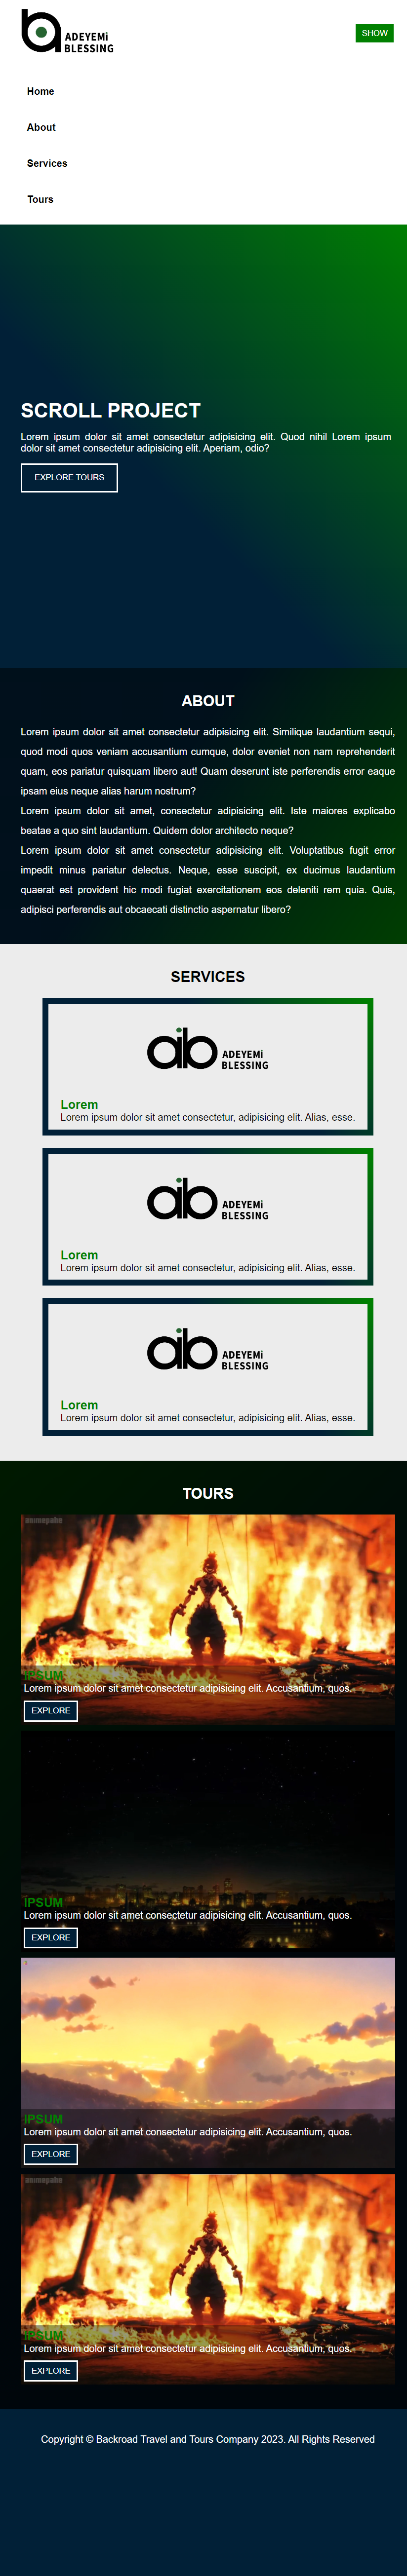 ADEYEMi
BLESSING
SHOW
Home
About
Services
Tours
SCROLL PROJECT
Lorem ipsum dolor sit amet consectetur adipisicing elit. Quod nihil Lorem ipsum
dolor sit amet consectetur adipisicing elit. Aperiam, odio?
EXPLORE TOURS
ABOUT
Lorem ipsum dolor sit amet consectetur adipisicing elit. Similique laudantium sequi,
quod modi quos veniam accusantium cumque, dolor eveniet non nam reprehenderit
quam, eos pariatur quisquam libero aut! Quam deserunt iste perferendis error eaque
ipsam eius neque alias harum nostrum?
Lorem ipsum dolor sit amet, consectetur adipisicing elit. Iste maiores explicabo
beatae a quo sint laudantium. Quidem dolor architecto neque?
Lorem ipsum dolor sit amet consectetur adipisicing elit. Voluptatibus fugit error
impedit minus pariatur delectus. Neque, esse suscipit, ex ducimus laudantium
quaerat est provident hic modi fugiat exercitationem eos deleniti rem quia. Quis,
adipisci perferendis aut obcaecati distinctio aspernatur libero?
SERVICES
ADEYEMi
BLESSING
Lorem
Lorem ipsum dolor sit amet consectetur, adipisicing elit. Alias, esse.
ADEYEMi
BLESSING
Lorem
Lorem ipsum dolor sit amet consectetur, adipisicing elit. Alias, esse.
ADEYEMi
BLESSING
Lorem
Lorem ipsum dolor sit amet consectetur, adipisicing elit. Alias, esse.
TOURS
animepahe
IPSUM
Lorem ipsum dolor sit amet consectetur adipisicing elit. Accusantium, quos.
EXPLORE
IPSUM
Lorem ipsum dolor sit amet consectetur adipisicing elit. Accusantium, quos.
EXPLORE
IPSUM
Lorem ipsum dolor sit amet consectetur adipisicing elit. Accusantium, quos.
EXPLORE
animepahe
IPSUM
Lorem ipsum dolor sit amet consectetur adipisicing elit. Accusantium, quos.
EXPLORE
Copyright © Backroad Travel and Tours Company 2023. All Rights Reserved